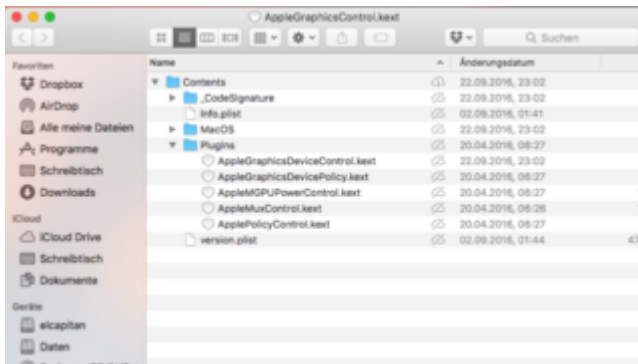 AppleGraphicsControl.kext
Suchen
Favoriten
Dropbox
AirDrop
Alle meine Dateien
Programme
Schreibtisch
Downloads
iCloud
iCloud Drive
Schreibtisch
Dokumente
Geräte
elcapitan
Daten
Name Änderungsdatum
Contents 22.09.2016, 23:02
_CodeSignature 22.09.2016, 23:02
Info.plist 02.09.2016, 01:41
MacOS 22.09.2016, 23:02
PlugIns 20.04.2016, 06:27
AppleGraphicsDeviceControl.kext 22.09.2016, 23:02
AppleGraphicsDevicePolicy.kext 20.04.2016, 06:27
AppleMGPUPowerControl.kext 20.04.2016, 06:27
AppleMuxControl.kext 20.04.2016, 06:26
ApplePolicyControl.kext 20.04.2016, 06:27
version.plist 02.09.2016, 01:44 47